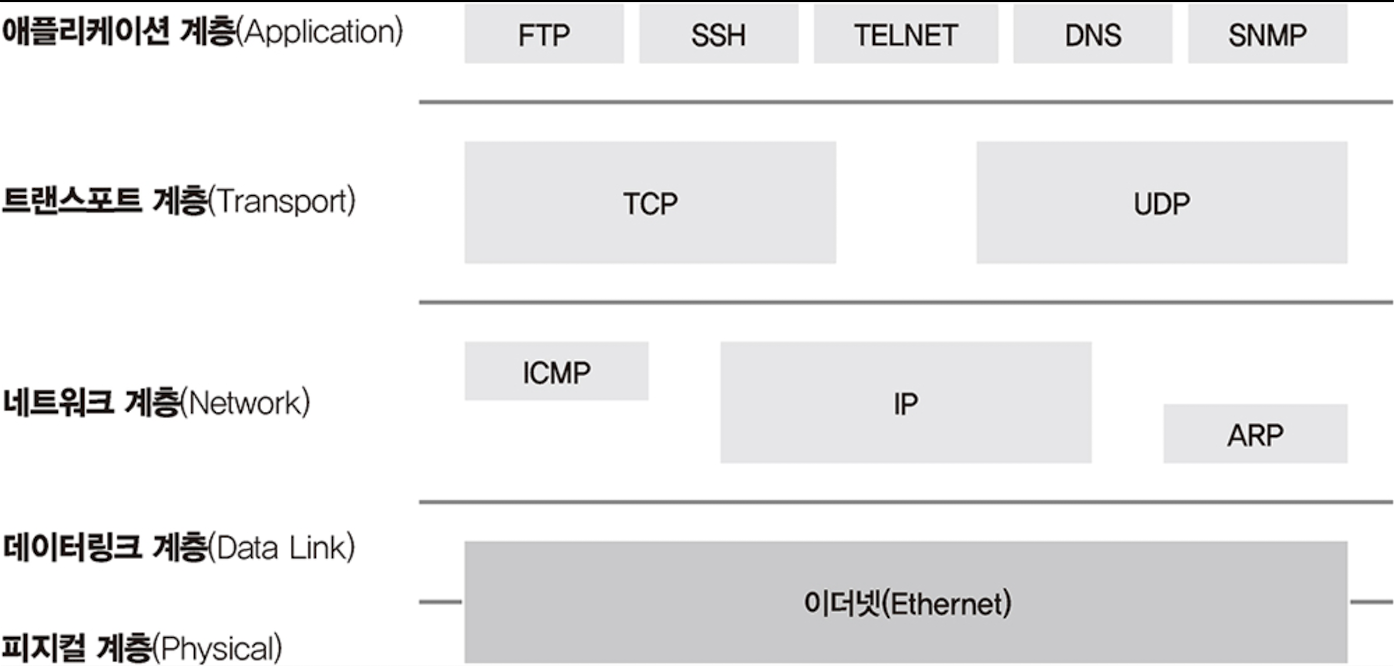 애플리케이션 계층(Application) FTP SSH TELNET DNS SNMP
트랜스포트 계층(Transport) TCP UDP
ICMP
네트워크 계층(Network) IP
ARP
데이터링크 계층(Data Link)
이더넷(Ethernet)
피지컬 계층(Physical)